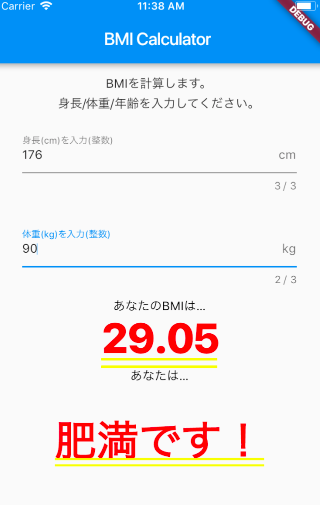 Carrier 11:38 AM
DEBUG
BMI Calculator
BMIを計算します。
身長/体重/年齢を入力してください。
身長(cm)を入力(整数)
176 cm
3 / 3
体重(kg)を入力(整数)
90 kg
2 / 3
あなたのBMIは...
29.05
あなたは...
肥満です！